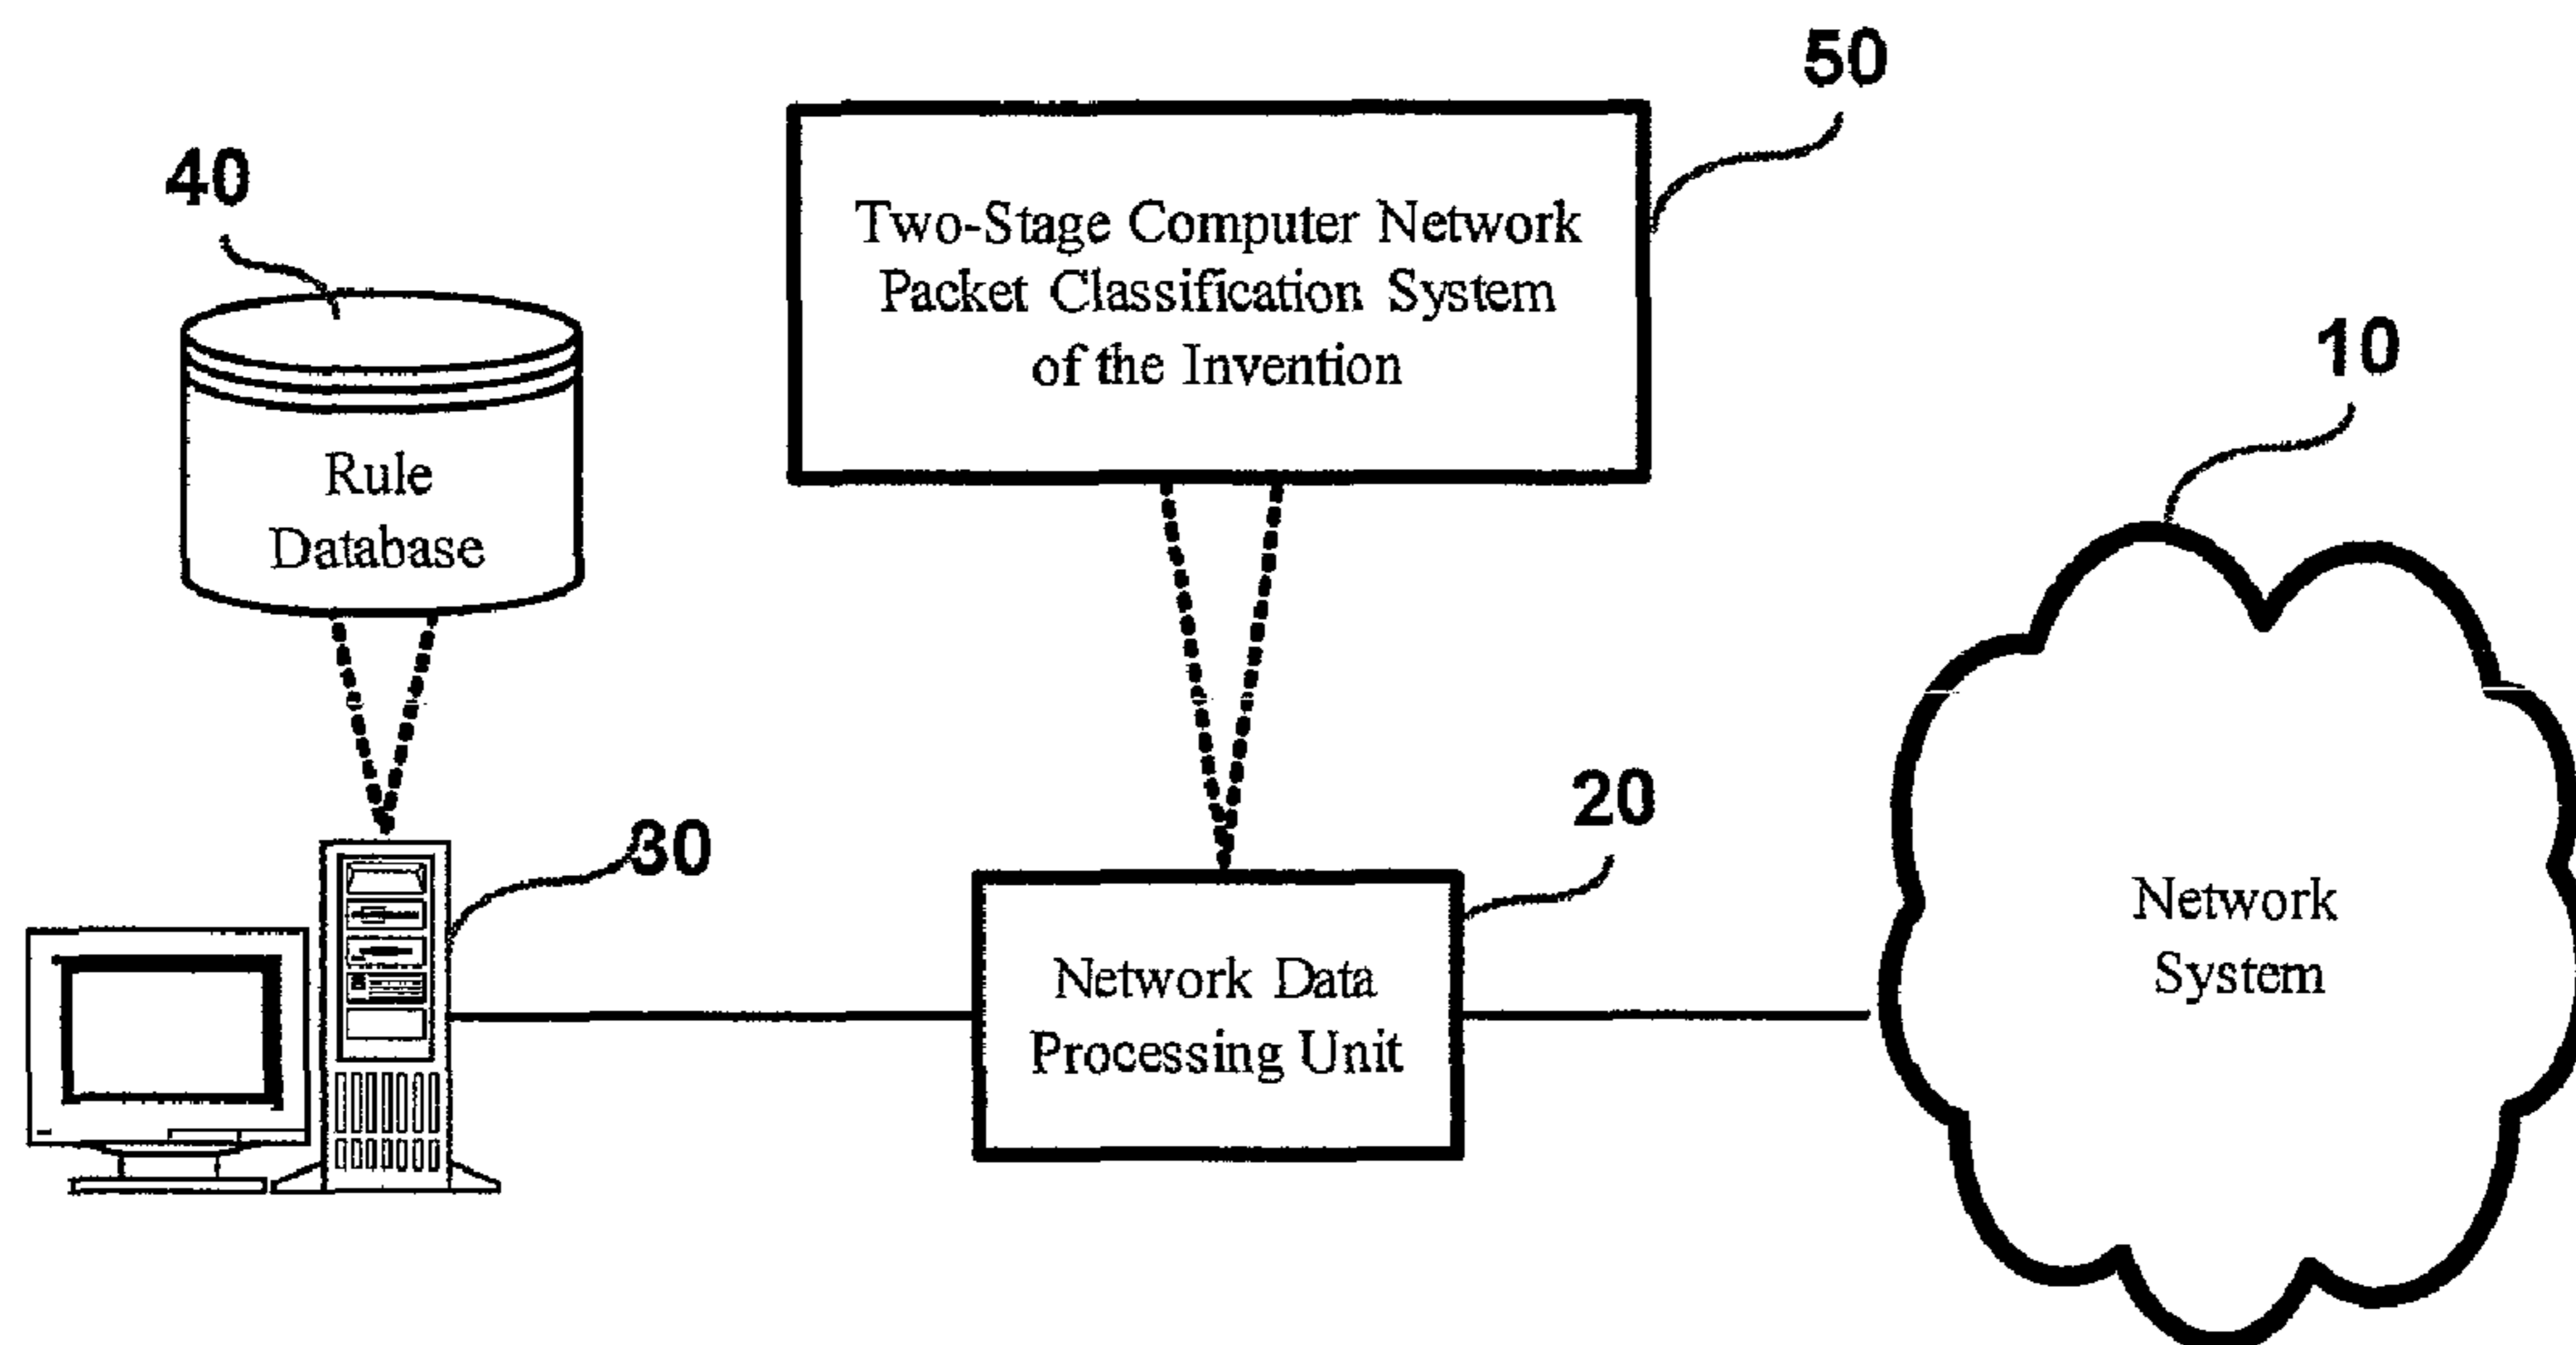 50
40
Two-Stage Computer Network
Packet Classification System
of the Invention
10
Rule
Database
20
30
Network
System
Network Data
Processing Unit